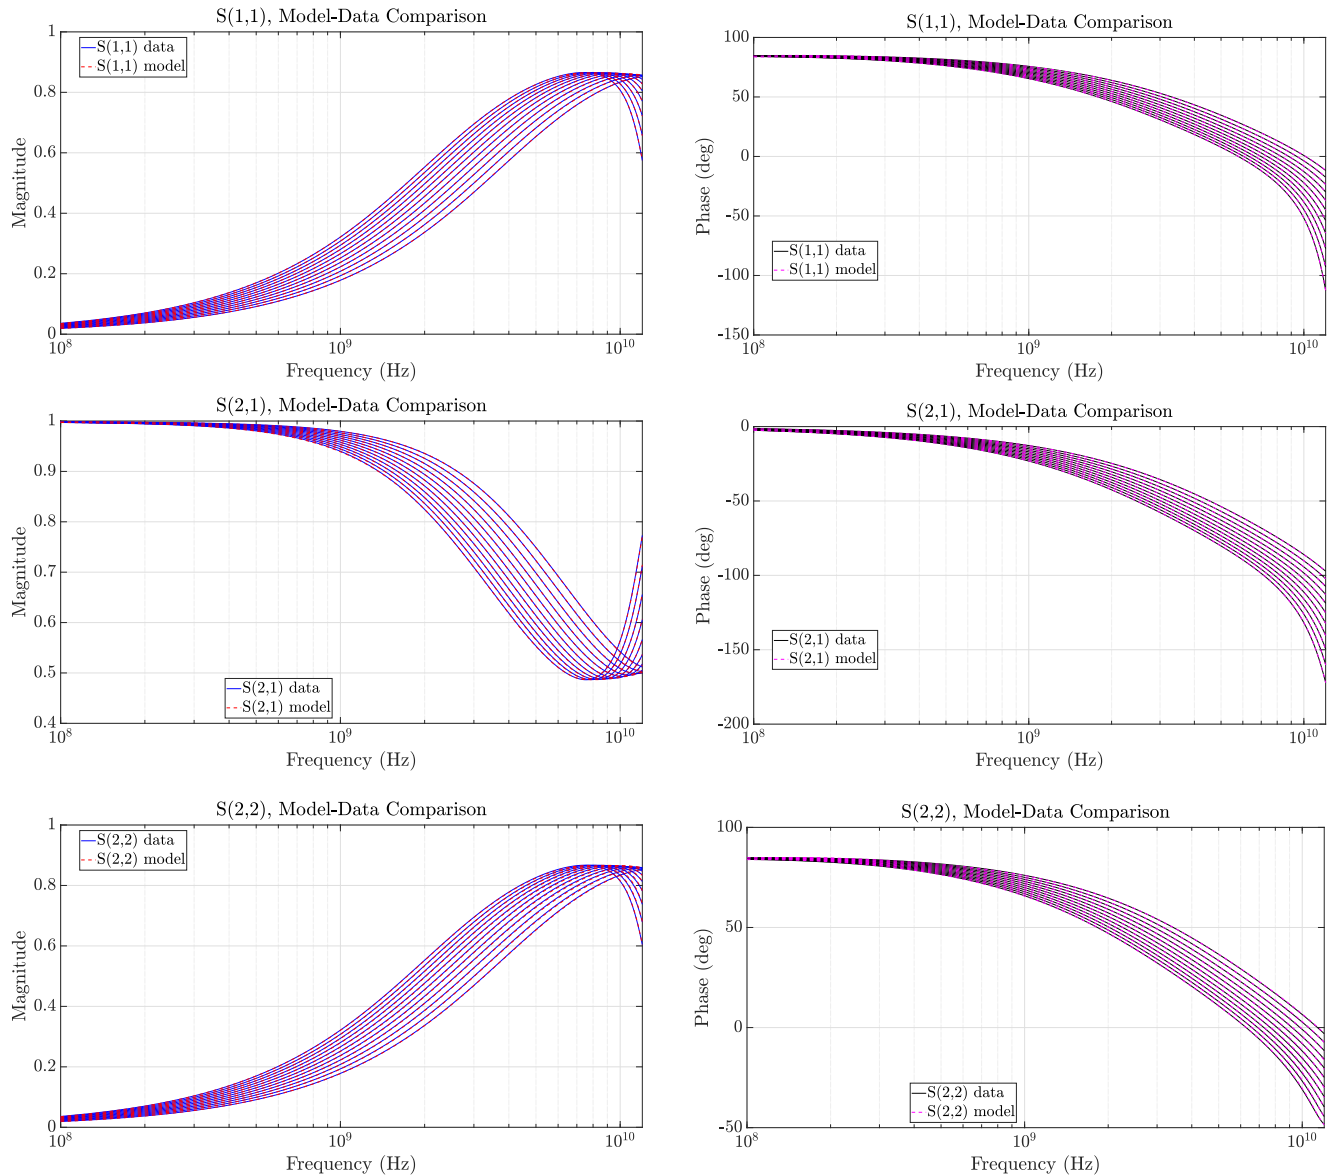 S(1,1), Model-Data Comparison
1
0.8
0.6
0.4
0.2
0
Magnitude
S(1,1) data
S(1,1) model
10^8
10^9
10^10
Frequency (Hz)
S(1,1), Model-Data Comparison
100
50
0
-50
-100
-150
Phase (deg)
S(1,1) data
S(1,1) model
10^8
10^9
10^10
Frequency (Hz)
S(2,1), Model-Data Comparison
1
0.9
0.8
0.7
0.6
0.5
0.4
Magnitude
S(2,1) data
S(2,1) model
10^8
10^9
10^10
Frequency (Hz)
S(2,1), Model-Data Comparison
0
-50
-100
-150
-200
Phase (deg)
S(2,1) data
S(2,1) model
10^8
10^9
10^10
Frequency (Hz)
S(2,2), Model-Data Comparison
1
0.8
0.6
0.4
0.2
0
Magnitude
S(2,2) data
S(2,2) model
10^8
10^9
10^10
Frequency (Hz)
S(2,2), Model-Data Comparison
100
50
0
-50
Phase (deg)
S(2,2) data
S(2,2) model
10^8
10^9
10^10
Frequency (Hz)